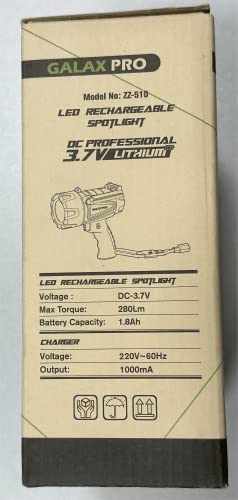 GALAX PRO
Model No: ZZ-510
LED RECHARGEABLE
SPOTLIGHT
DC PROFESSIONAL
3.7V LITHIUM
LED RECHARGEABLE SPOTLIGHT
Voltage : DC-3.7V
Max Torque: 280Lm
Battery Capacity: 1.8Ah
CHARGER
Voltage: 220V~60Hz
Output: 1000mA